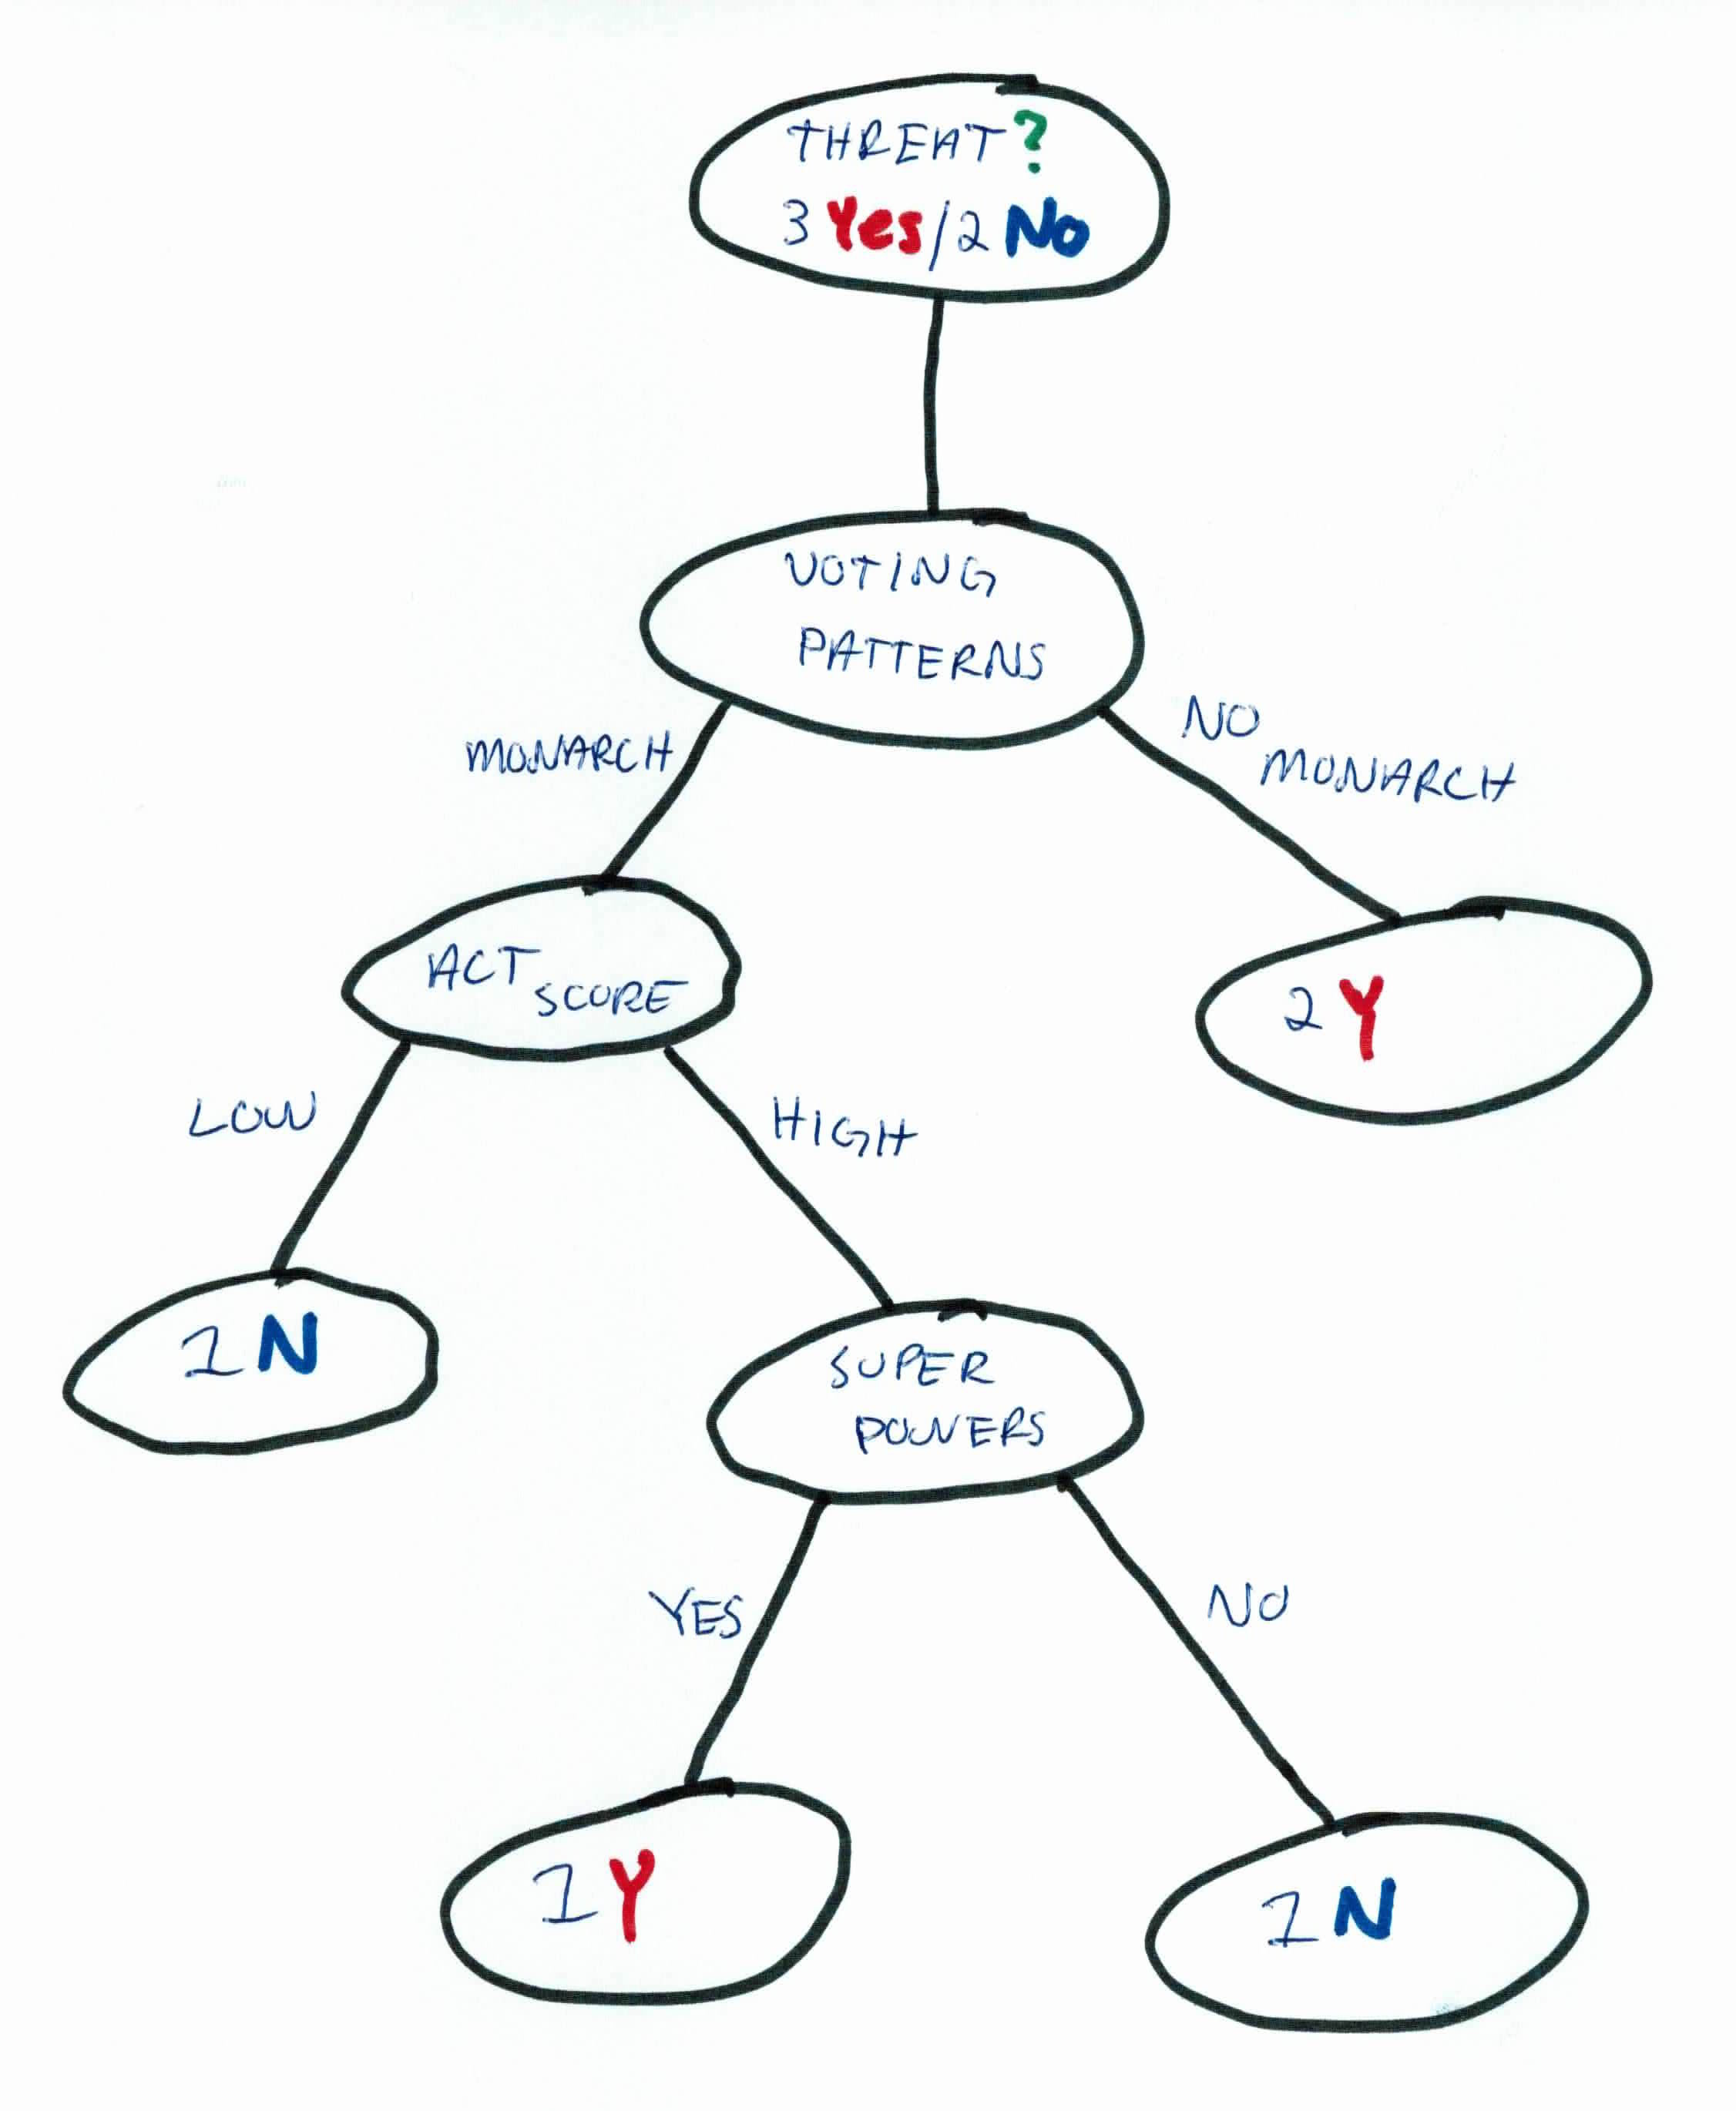 THREAT?
3 Yes/2 No
VOTING
PATTERNS
MONARCH
NO
MONARCH
ACT
SCORE
2 Y
LOW
HIGH
1 N
SUPER
POWERS
YES
NO
1 Y
1 N